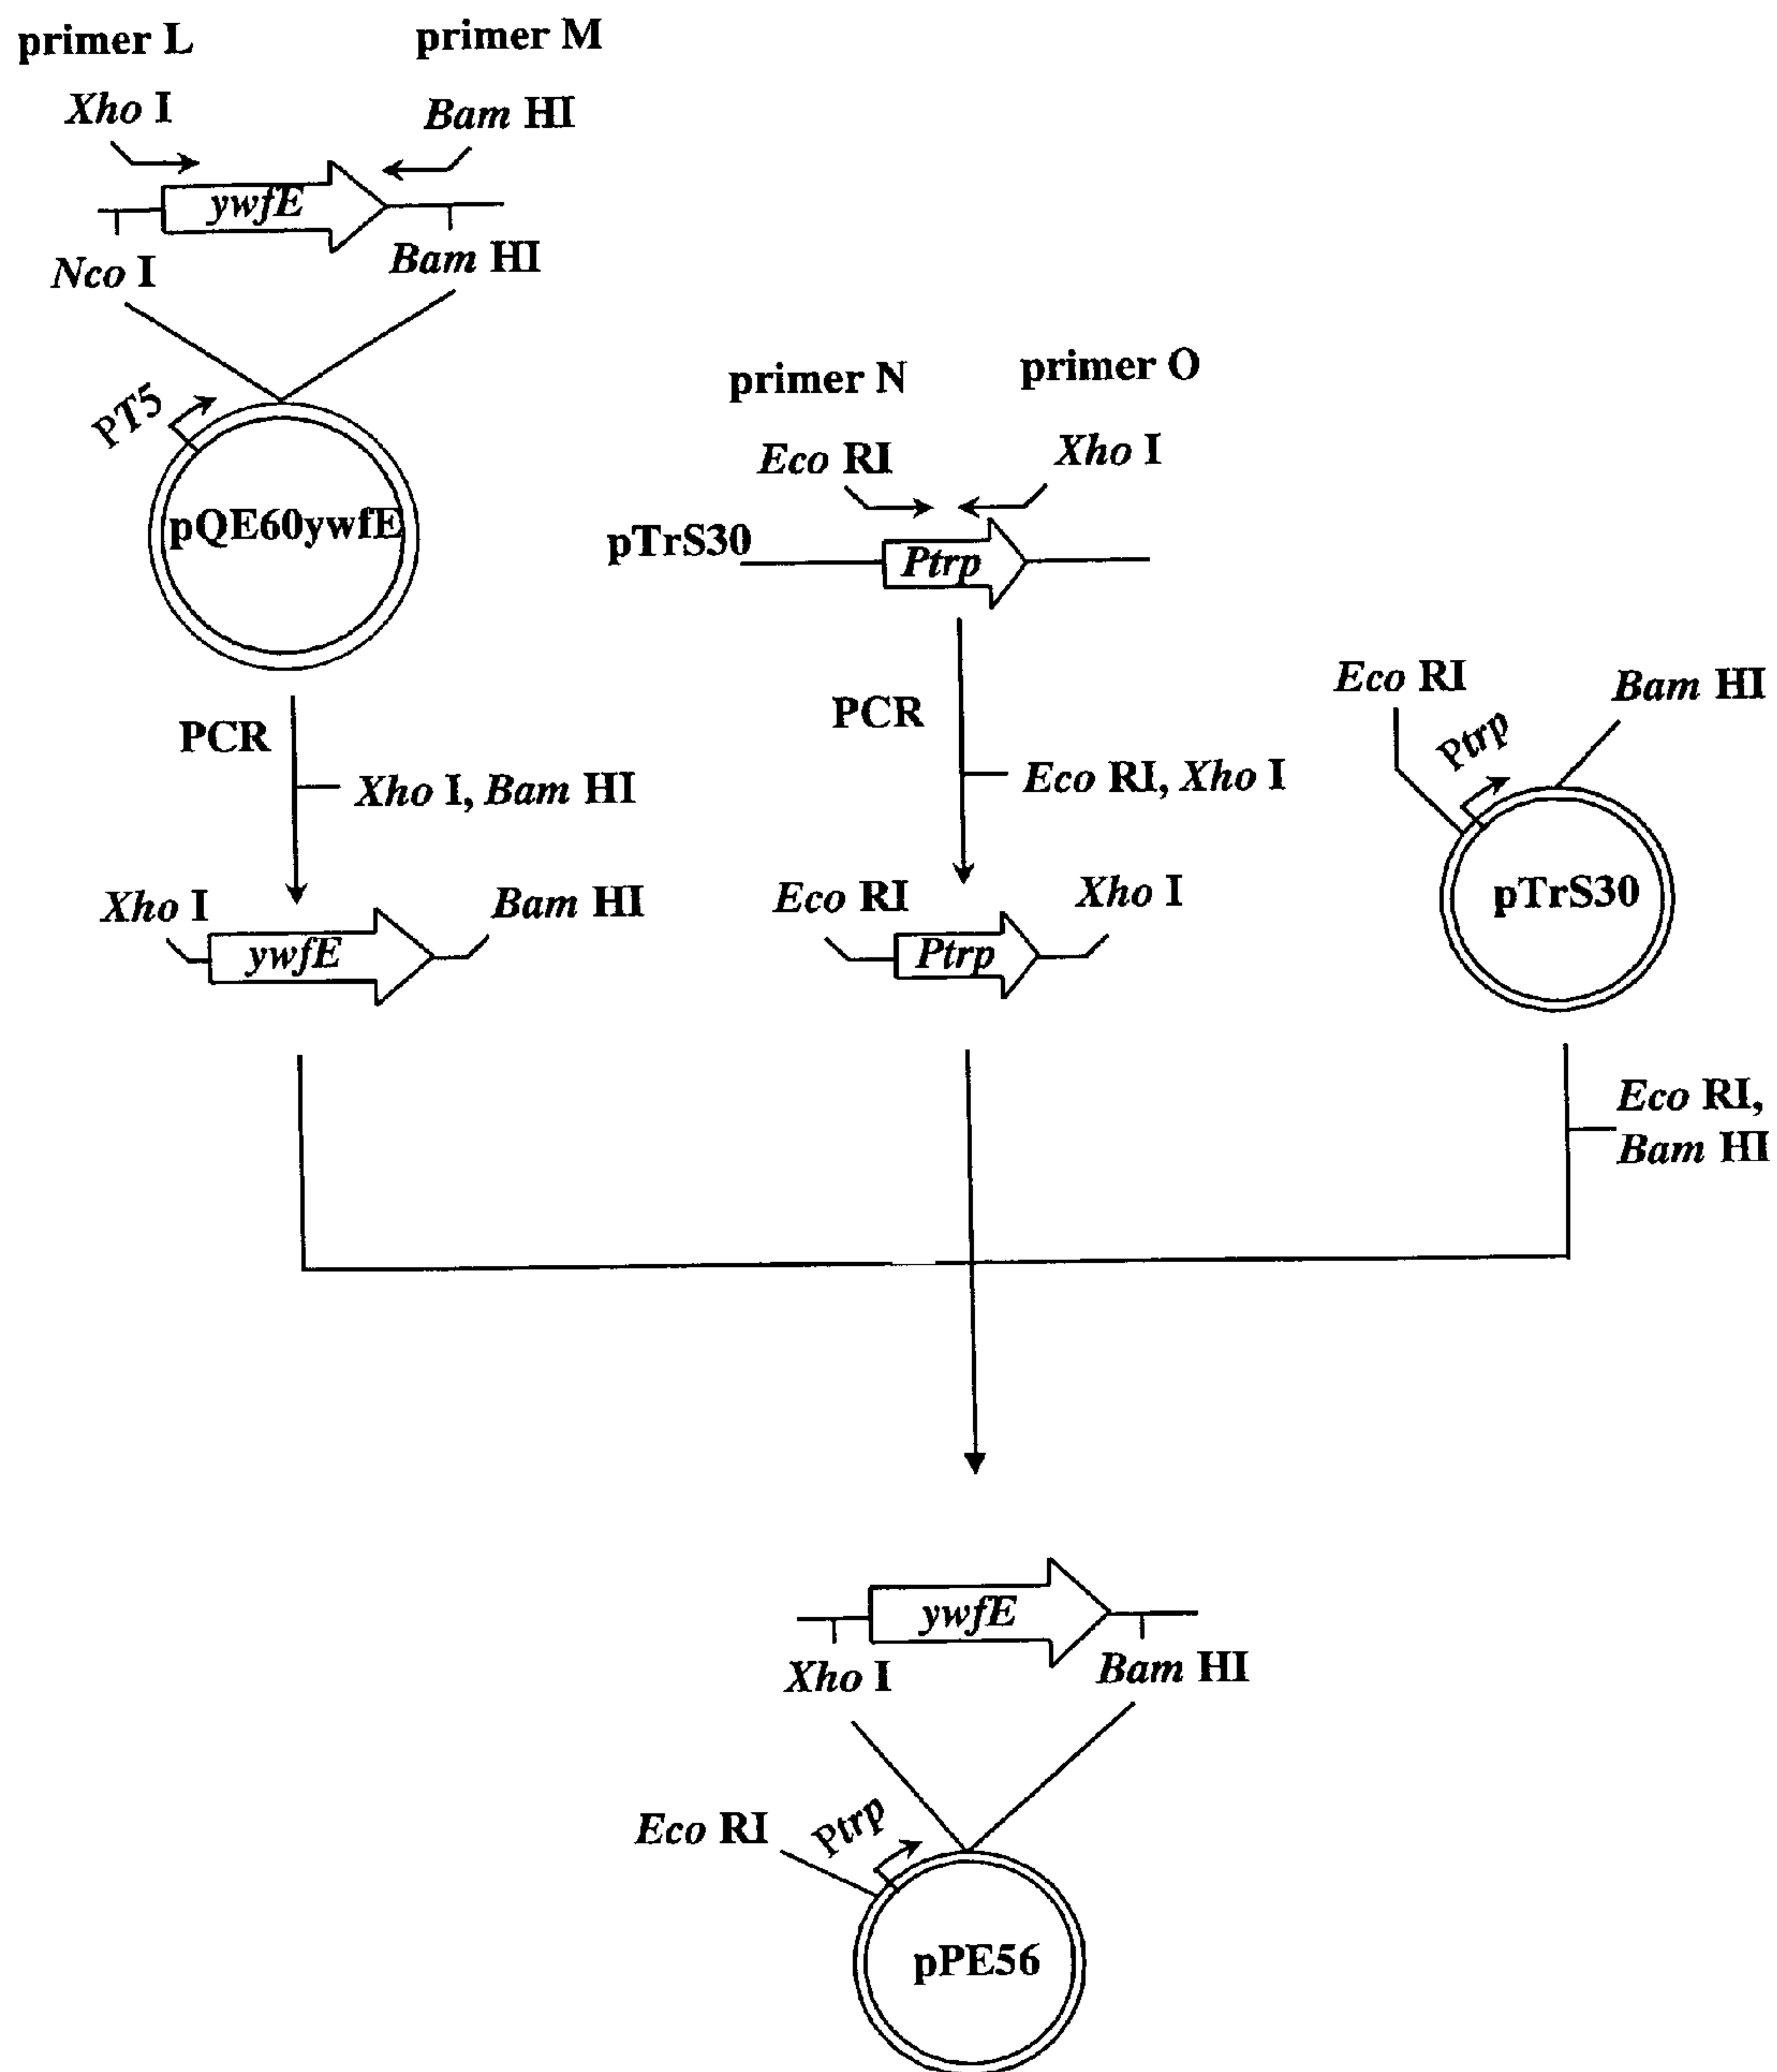 primer L
primer M
Xho I
Bam HI
ywfE
Nco I
Bam HI
PT5
pQE60ywfE
primer N
primer O
Eco RI
Xho I
pTrS30
Ptrp
PCR
Xho I, Bam HI
PCR
Eco RI, Xho I
Eco RI
Ptrp
Bam HI
pTrS30
Xho I
ywfE
Bam HI
Eco RI
Ptrp
Xho I
Eco RI,
Bam HI
ywfE
Xho I
Bam HI
Eco RI
Ptrp
pPE56